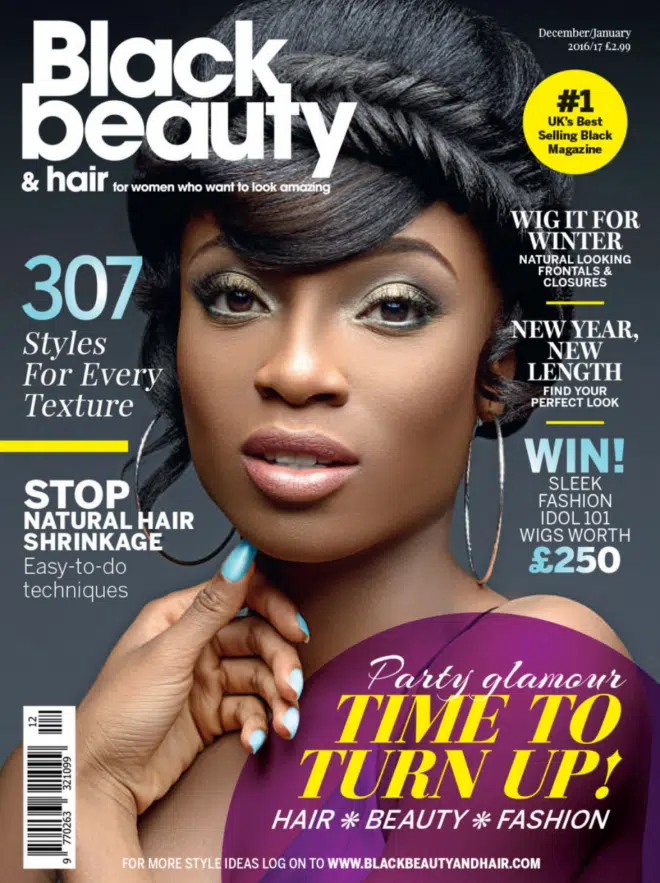 Black
beauty
& hair for women who want to look amazing
December/January
2016/17 £2.99
#1
UK's Best
Selling Black
Magazine
307
Styles
For Every
Texture
STOP
NATURAL HAIR
SHRINKAGE
Easy-to-do
techniques
WIG IT FOR
WINTER
NATURAL LOOKING
FRONTALS &
CLOSURES
NEW YEAR,
NEW
LENGTH
FIND YOUR
PERFECT LOOK
WIN!
SLEEK
FASHION
IDOL 101
WIGS WORTH
£250
Party glamour
TIME TO
TURN UP!
HAIR * BEAUTY * FASHION
12
9 770263 321099
FOR MORE STYLE IDEAS LOG ON TO WWW.BLACKBEAUTYANDHAIR.COM